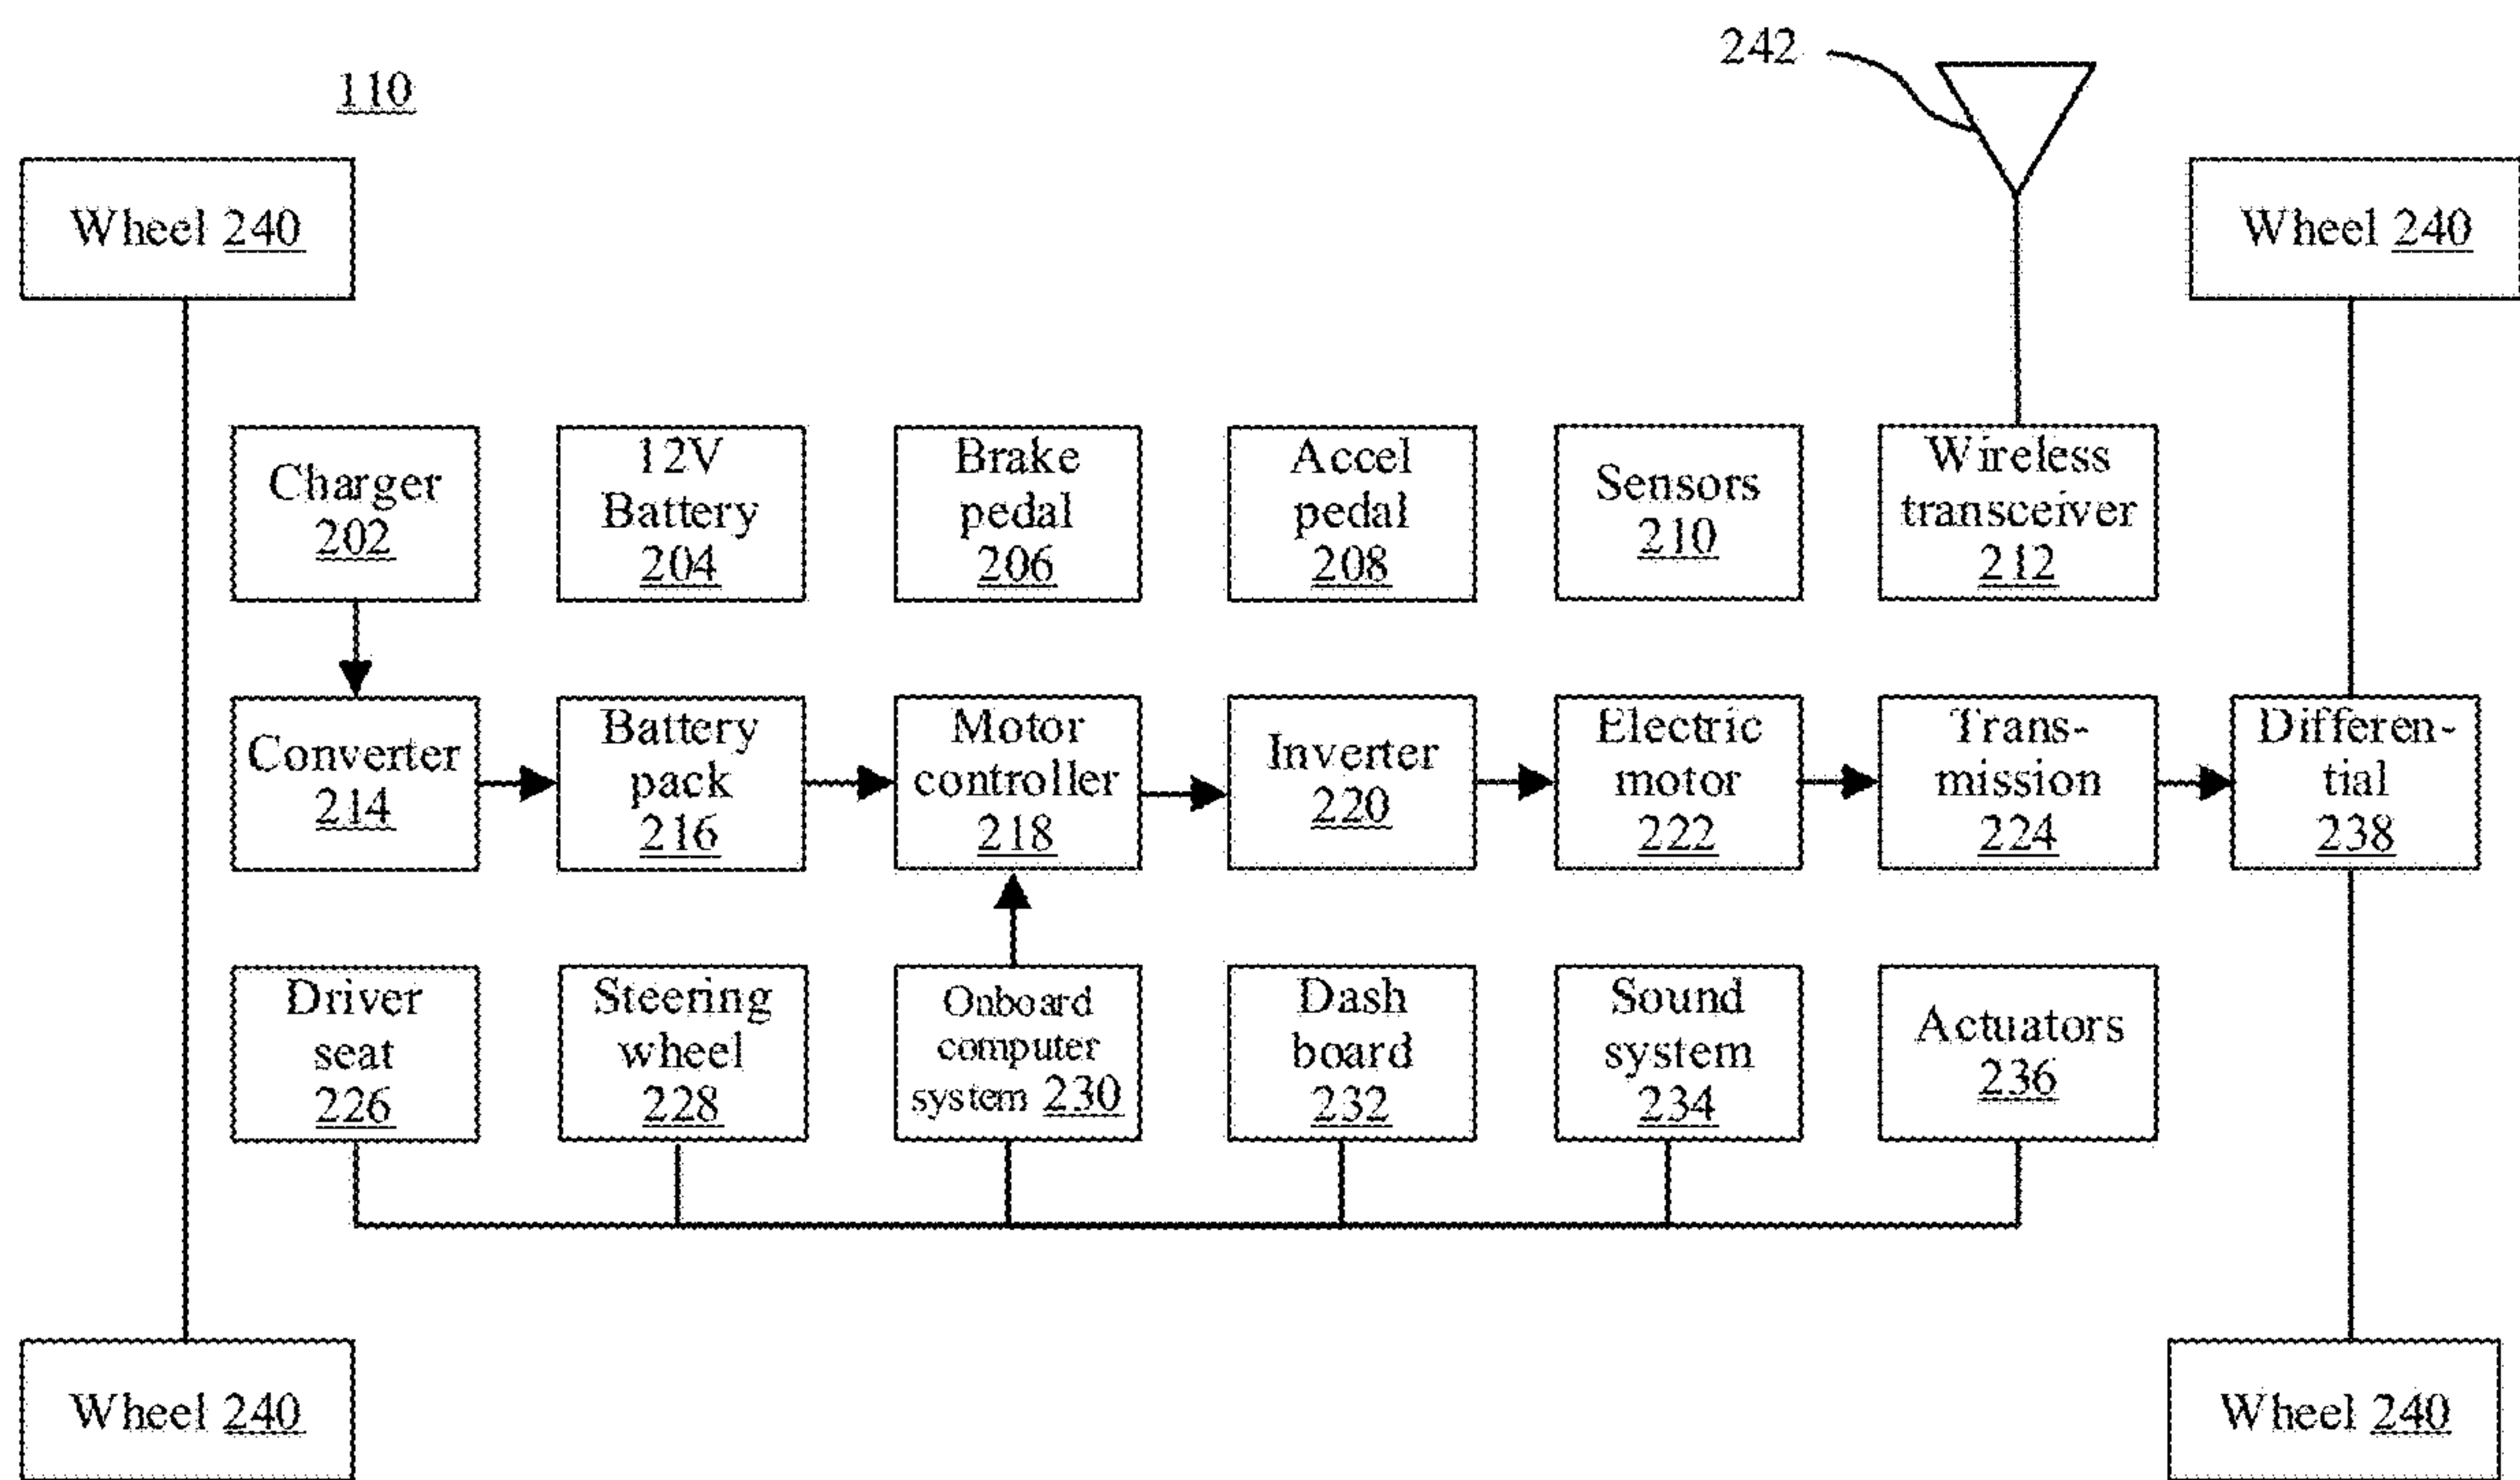 242
110
Wheel 240
Wheel 240
Charger
202
12V
Battery
204
Brake
pedal
206
Accel
pedal
208
Sensors
210
Wireless
transceiver
212
Converter
214
Battery
pack
216
Motor
controller
218
Inverter
220
Electric
motor
222
Trans-
mission
224
Differen-
tial
238
Driver
seat
226
Steering
wheel
228
Onboard
computer
system 230
Dash
board
232
Sound
system
234
Actuators
236
Wheel 240
Wheel 240